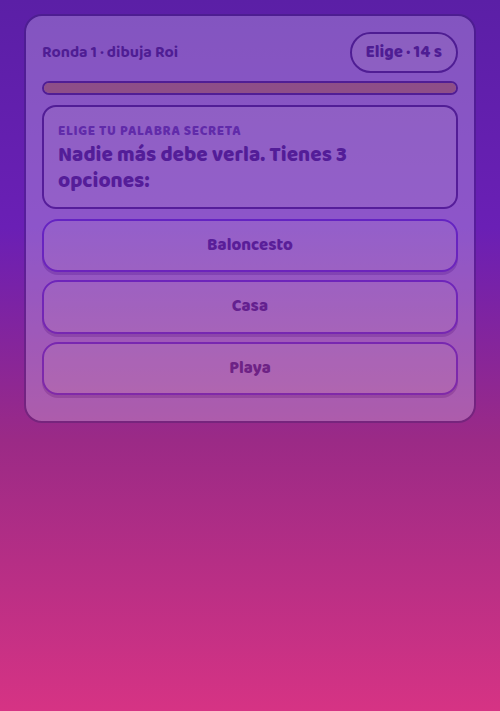 Ronda 1 · dibuja Roi
Elige · 14 s
ELIGE TU PALABRA SECRETA
Nadie más debe verla. Tienes 3
opciones:
Baloncesto
Casa
Playa